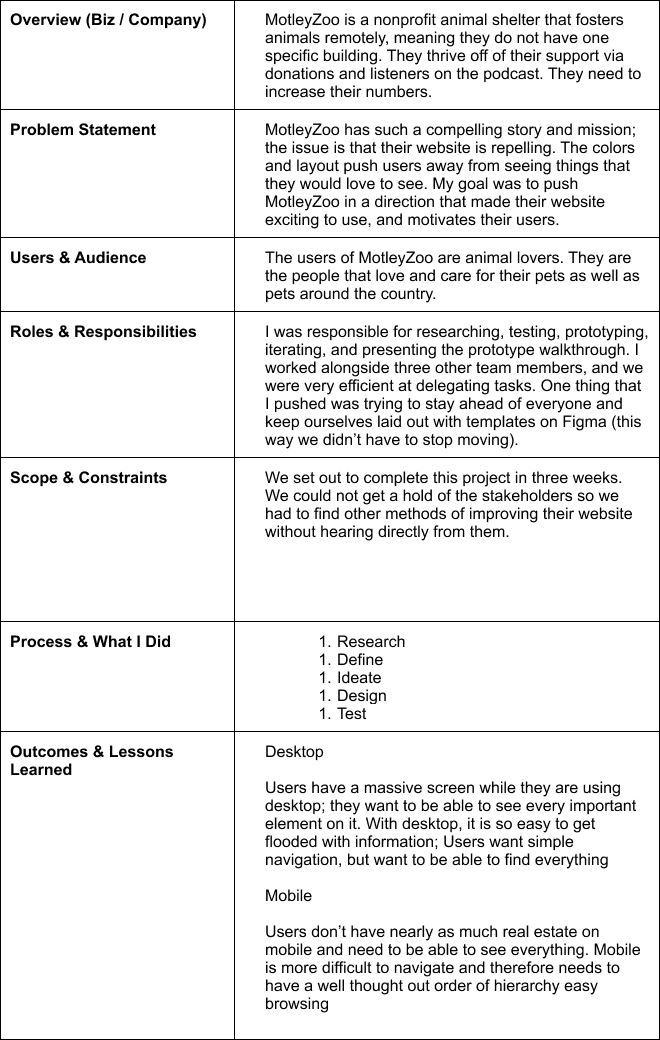 Overview (Biz / Company)
MotleyZoo is a nonprofit animal shelter that fosters
animals remotely, meaning they do not have one
specific building. They thrive off of their support via
donations and listeners on the podcast. They need to
increase their numbers.
Problem Statement
MotleyZoo has such a compelling story and mission;
the issue is that their website is repelling. The colors
and layout push users away from seeing things that
they would love to see. My goal was to push
MotleyZoo in a direction that made their website
exciting to use, and motivates their users.
Users & Audience
The users of MotleyZoo are animal lovers. They are
the people that love and care for their pets as well as
pets around the country.
Roles & Responsibilities
I was responsible for researching, testing, prototyping,
iterating, and presenting the prototype walkthrough. I
worked alongside three other team members, and we
were very efficient at delegating tasks. One thing that
I pushed was trying to stay ahead of everyone and
keep ourselves laid out with templates on Figma (this
way we didn’t have to stop moving).
Scope & Constraints
We set out to complete this project in three weeks.
We could not get a hold of the stakeholders so we
had to find other methods of improving their website
without hearing directly from them.
Process & What I Did
1. Research
1. Define
1. Ideate
1. Design
1. Test
Outcomes & Lessons
Learned
Desktop
Users have a massive screen while they are using
desktop; they want to be able to see every important
element on it. With desktop, it is so easy to get
flooded with information; Users want simple
navigation, but want to be able to find everything
Mobile
Users don’t have nearly as much real estate on
mobile and need to be able to see everything. Mobile
is more difficult to navigate and therefore needs to
have a well thought out order of hierarchy easy
browsing